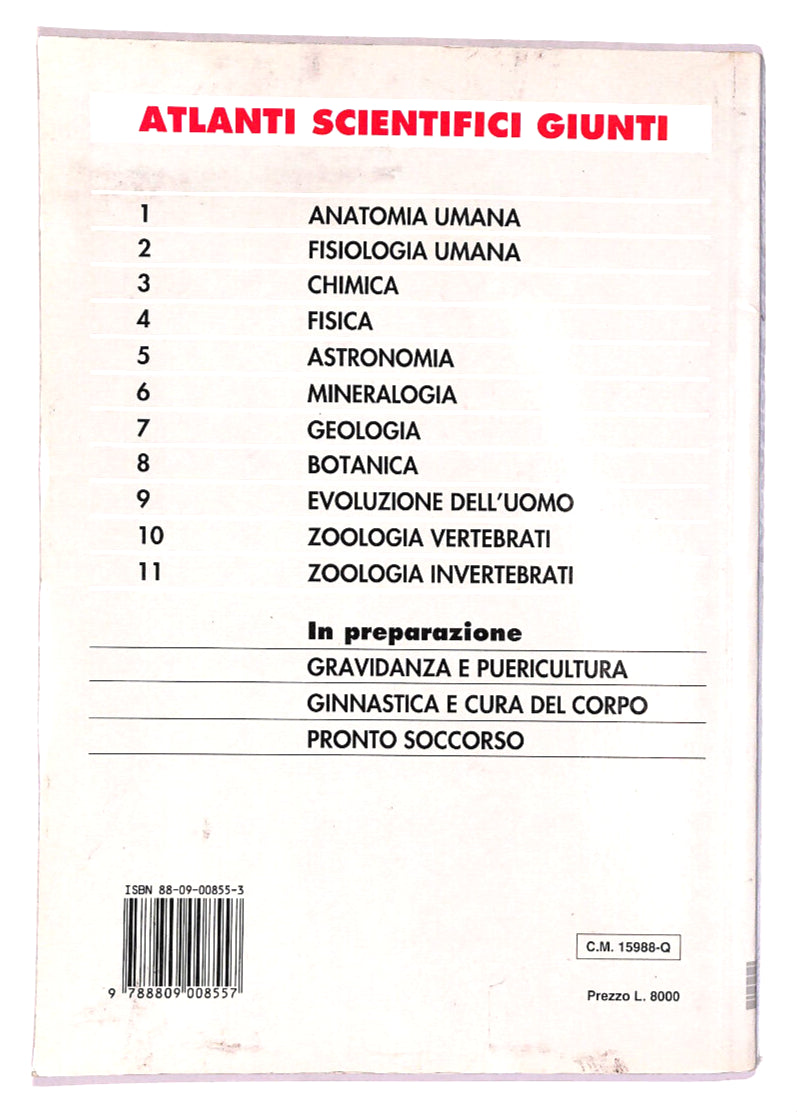 ATLANTI SCIENTIFICI GIUNTI
1 ANATOMIA UMANA
2 FISIOLOGIA UMANA
3 CHIMICA
4 FISICA
5 ASTRONOMIA
6 MINERALOGIA
7 GEOLOGIA
8 BOTANICA
9 EVOLUZIONE DELL'UOMO
10 ZOOLOGIA VERTEBRATI
11 ZOOLOGIA INVERTEBRATI
In preparazione
GRAVIDANZA E PUERICULTURA
GINNASTICA E CURA DEL CORPO
PRONTO SOCCORSO
ISBN 88-09-00855-3
9 788809 008557
C.M. 15988-Q
Prezzo L. 8000